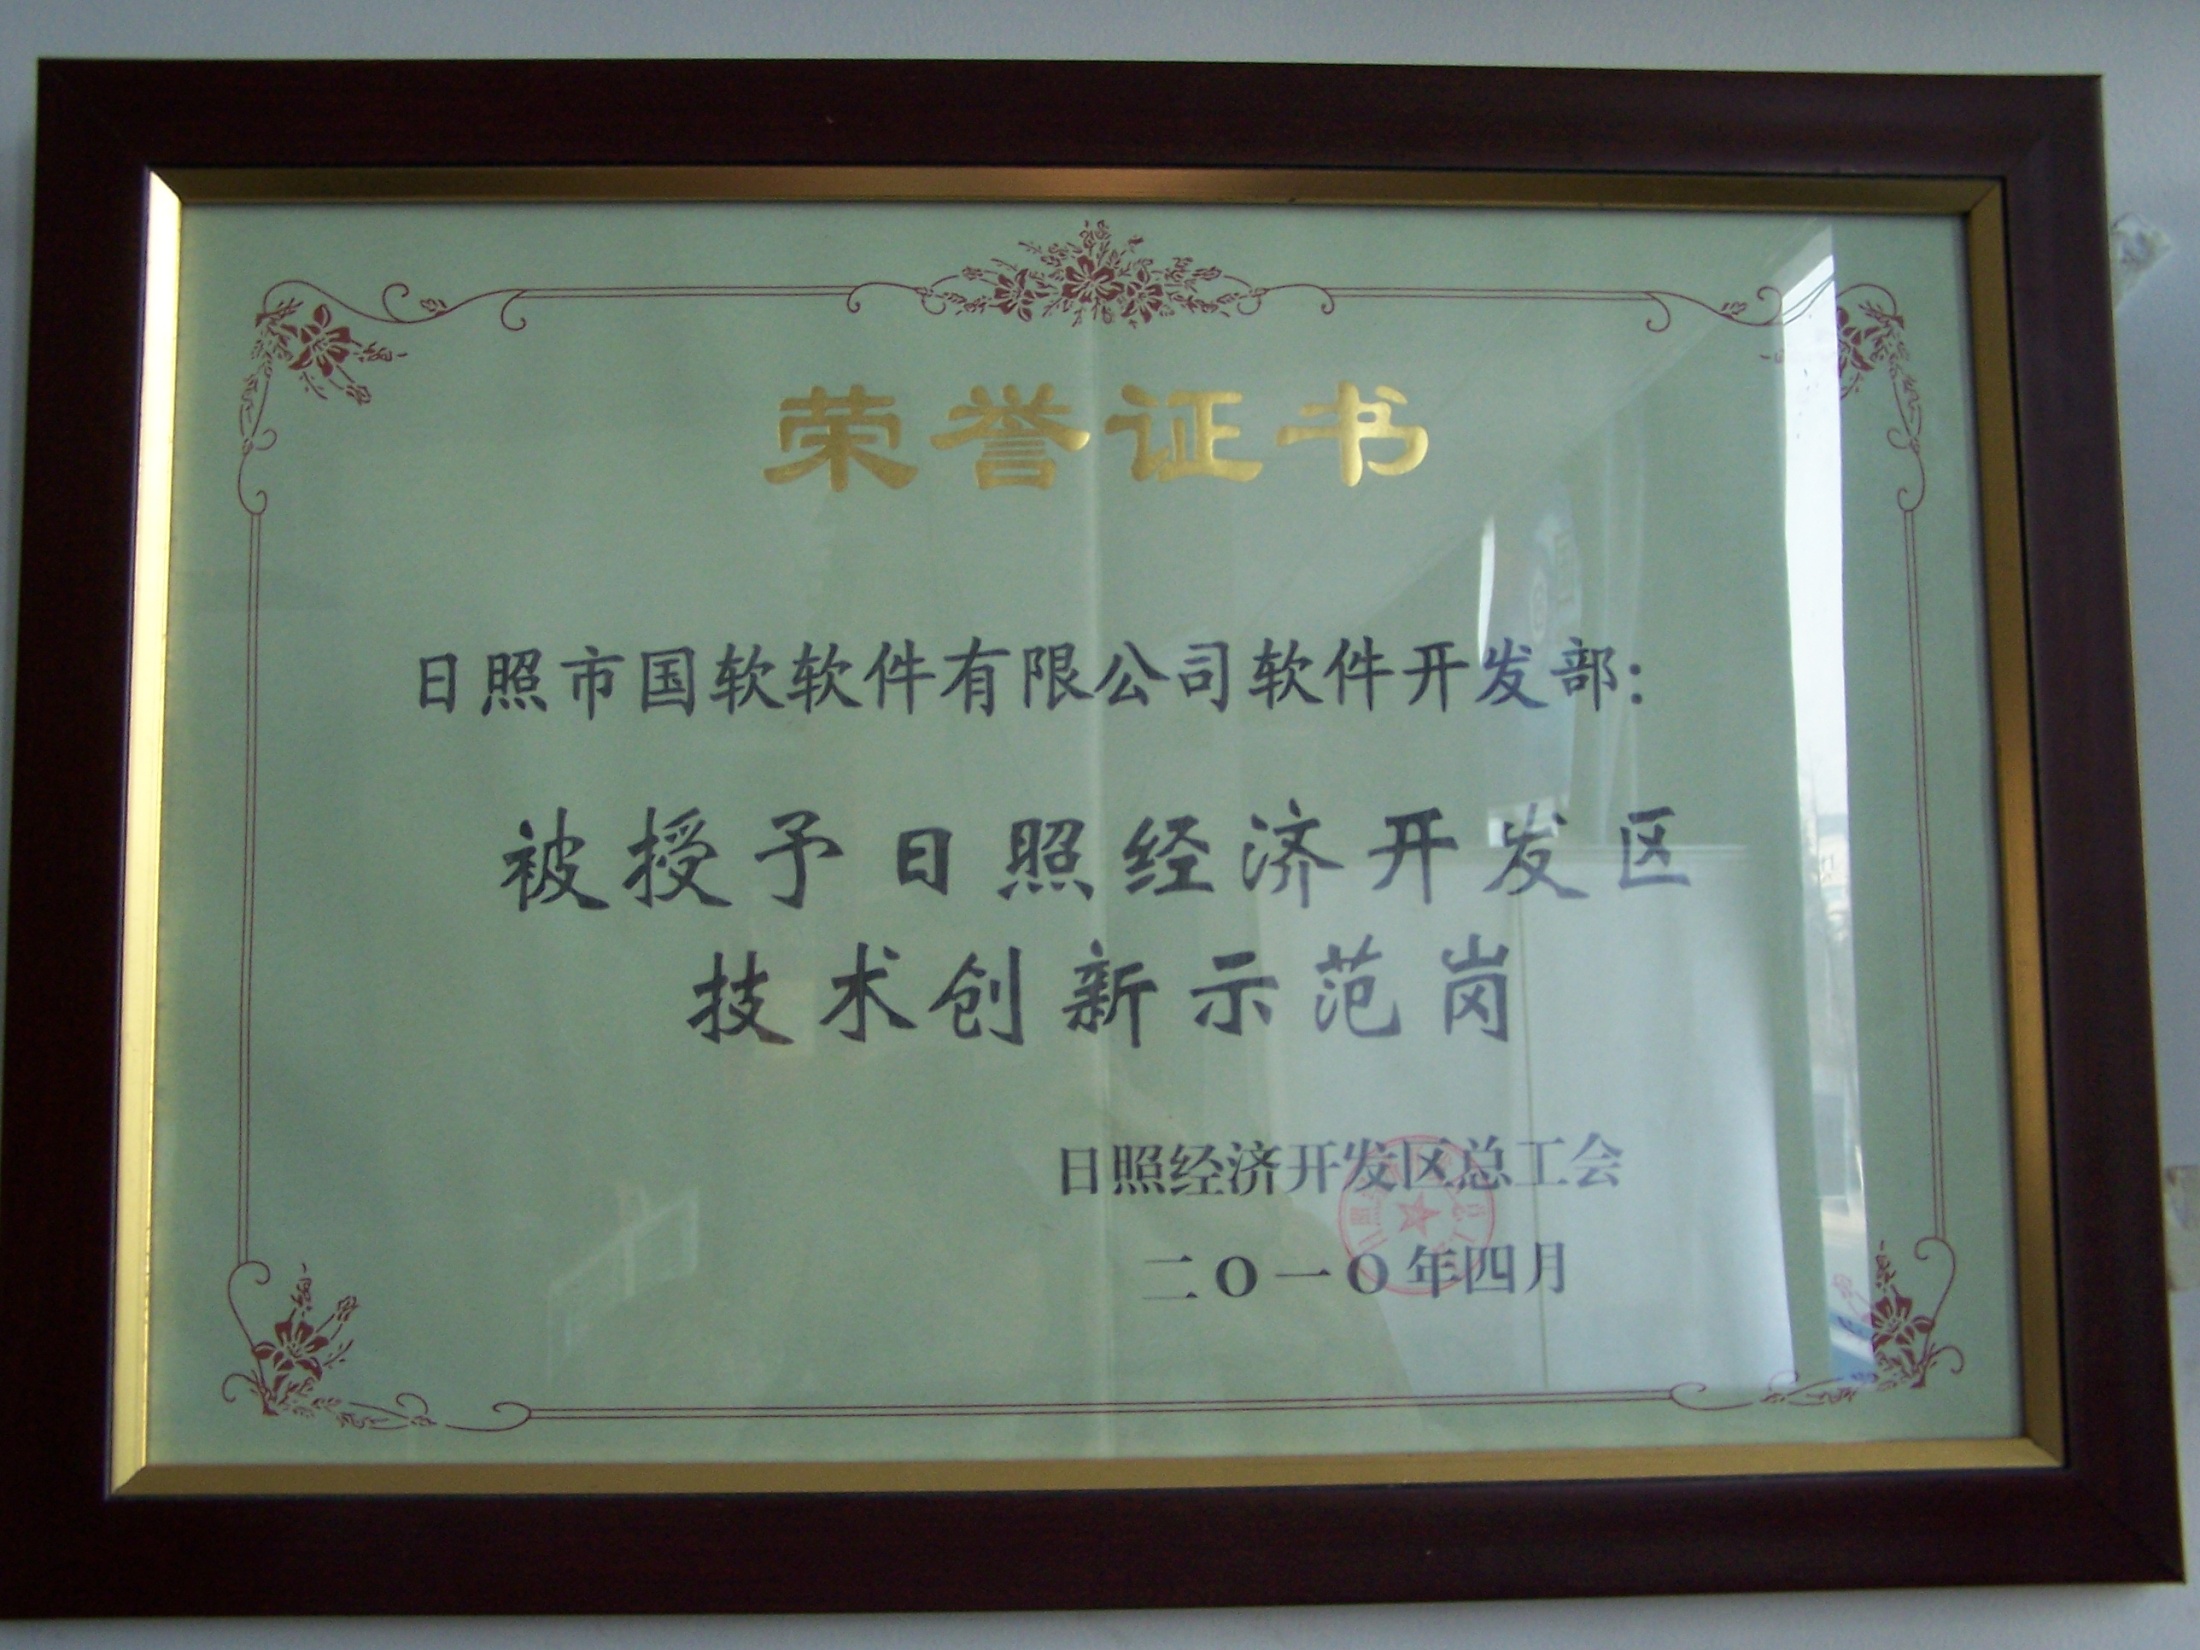 荣誉证书
日照市国软软件有限公司软件开发部:
被授予日照经济开发区
技术创新示范岗
日照经济开发区总工会
二〇一〇年四月